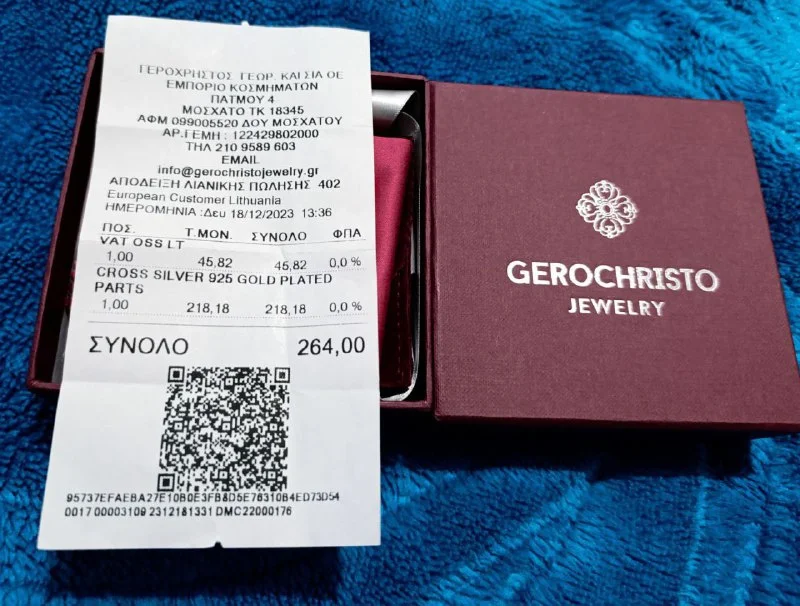 ΓΕΡΟΧΡΗΣΤΟΣ ΓΕΩΡ. ΚΑΙ ΣΙΑ ΟΕ
ΕΜΠΟΡΙΟ ΚΟΣΜΗΜΑΤΩΝ
ΠΑΤΜΟΥ 4
ΜΟΣΧΑΤΟ ΤΚ 18345
ΑΦΜ 099005520 ΔΟΥ ΜΟΣΧΑΤΟΥ
ΑΡ.ΓΕΜΗ : 122429802000
ΤΗΛ 210 9589 603
EMAIL
info@gerochristojewelry.gr
ΑΠΟΔΕΙΞΗ ΛΙΑΝΙΚΗΣ ΠΩΛΗΣΗΣ 402
European Customer Lithuania
ΗΜΕΡΟΜΗΝΙΑ :Δευ 18/12/2023 13:36
ΠΟΣ. Τ.ΜΟΝ. ΣΥΝΟΛΟ ΦΠΑ
VAT OSS LT
1,00 45,82 45,82 0,0 %
CROSS SILVER 925 GOLD PLATED
PARTS
1,00 218,18 218,18 0,0 %
ΣΥΝΟΛΟ 264,00
95737EFAEBA27E10B0E3FB8D5E76310B4ED73D54
0017 00003109 2312181331 DMC22000176
GEROCHRISTO
JEWELRY